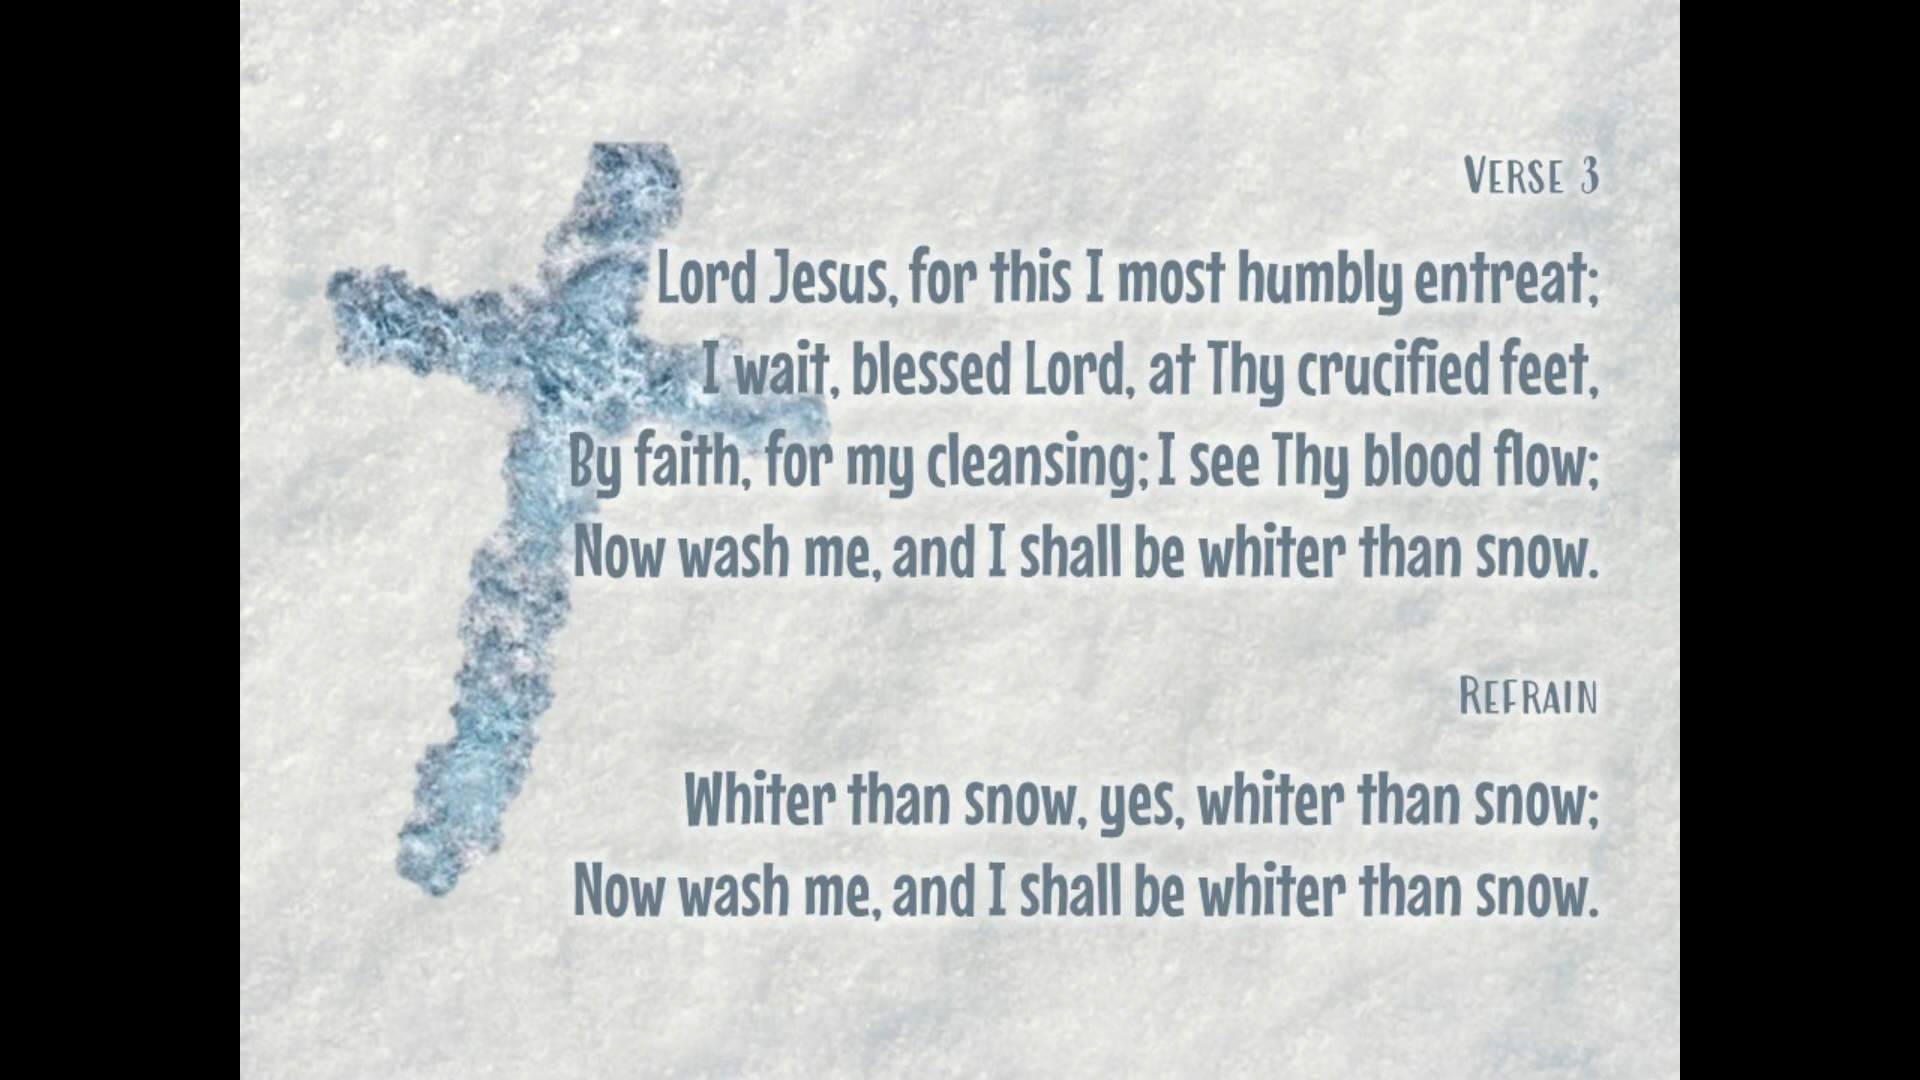 Verse 3
Lord Jesus, for this I most humbly entreat;
I wait, blessed Lord, at Thy crucified feet,
By faith, for my cleansing; I see Thy blood flow;
Now wash me, and I shall be whiter than snow.
Refrain
Whiter than snow, yes, whiter than snow;
Now wash me, and I shall be whiter than snow.